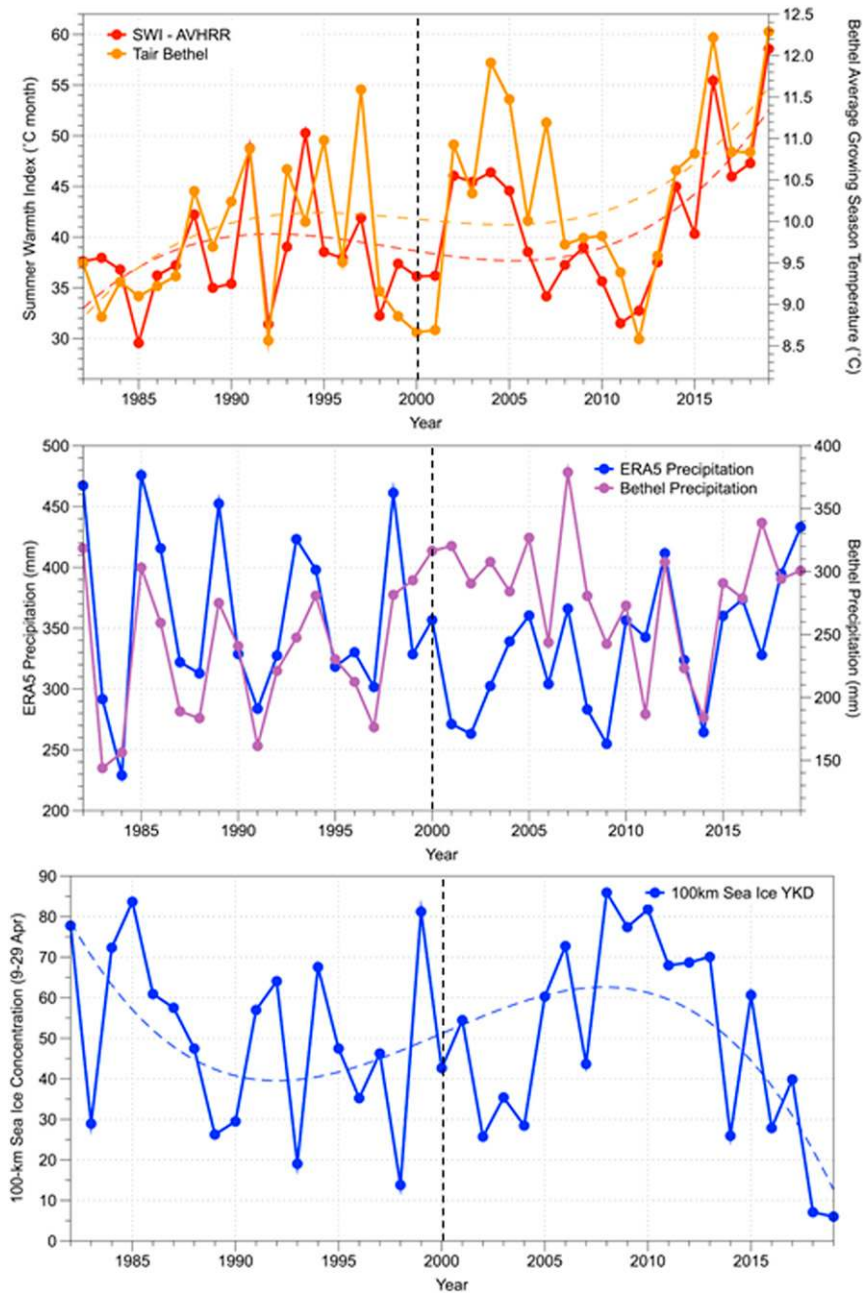 SWI - AVHRR
Tair Bethel
Summer Warmth Index (˚C month)
60
55
50
45
40
35
30
12.5
12.0
11.5
11.0
10.5
10.0
9.5
9.0
8.5
Bethel Average Growing Season Temperature (˚C)
1985 1990 1995 2000 2005 2010 2015
Year
ERA5 Precipitation
Bethel Precipitation
ERA5 Precipitation (mm)
500
450
400
350
300
250
200
400
350
300
250
200
150
Bethel Precipitation (mm)
1985 1990 1995 2000 2005 2010 2015
Year
100km Sea Ice YKD
100-km Sea Ice Concentration (9-29 Apr)
90
80
70
60
50
40
30
20
10
0
1985 1990 1995 2000 2005 2010 2015
Year